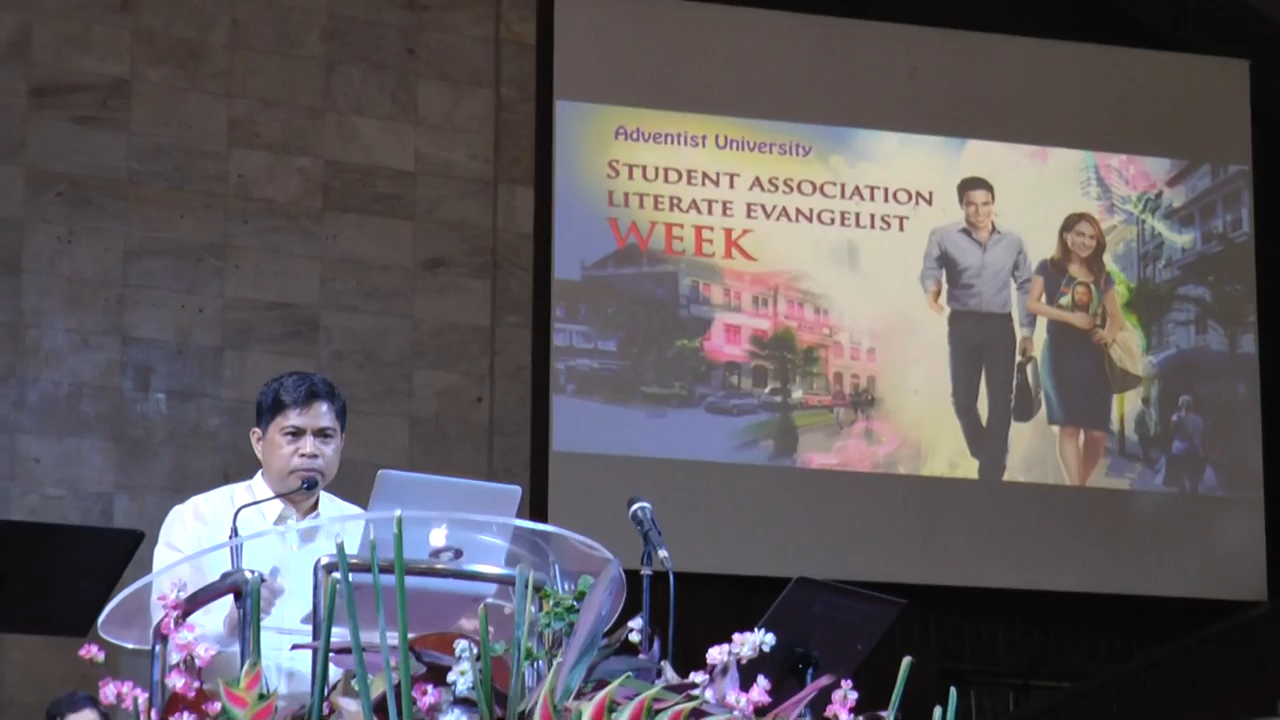 Adventist University
STUDENT ASSOCIATION
LITERATE EVANGELIST
WEEK